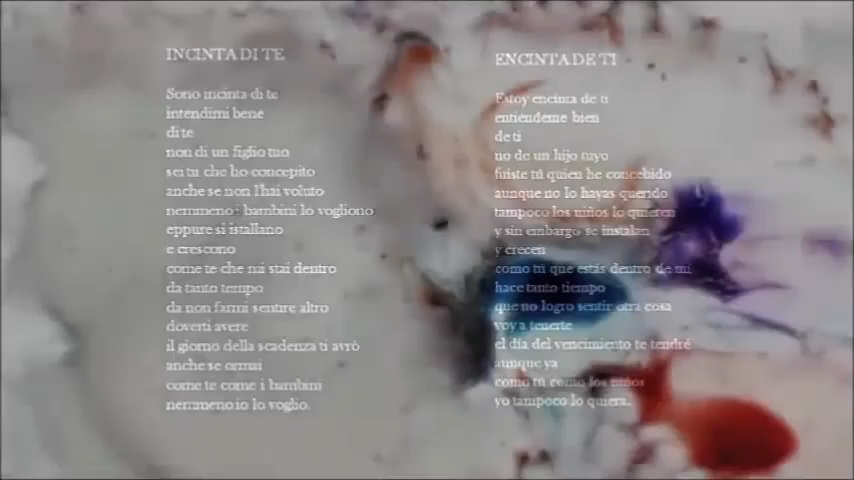 INCINTA DI TE
Sono incinta di te
intendimi bene
di te
non di un figlio tuo
sei tu che ho concepito
anche se non l'hai voluto
nemmeno i bambini lo vogliono
eppure si istallano
e crescono
come te che mi stai dentro
da tanto tempo
da non farmi sentire altro
doverti avere
il giorno della scadenza ti avrò
anche se ormai
come te come i bambini
nemmeno io lo voglio.
ENCINTA DE TI
Estoy encinta de ti
entiéndeme bien
de ti
no de un hijo tuyo
fuiste tú quien he concebido
aunque no lo hayas querido
tampoco los niños lo quieren
y sin embargo se instalan
y crecen
como tú que estás dentro de mí
hace tanto tiempo
que no logro sentir otra cosa
voy a tenerte
el día del vencimiento te tendré
aunque ya
como tú como los niños
yo tampoco lo quiera.